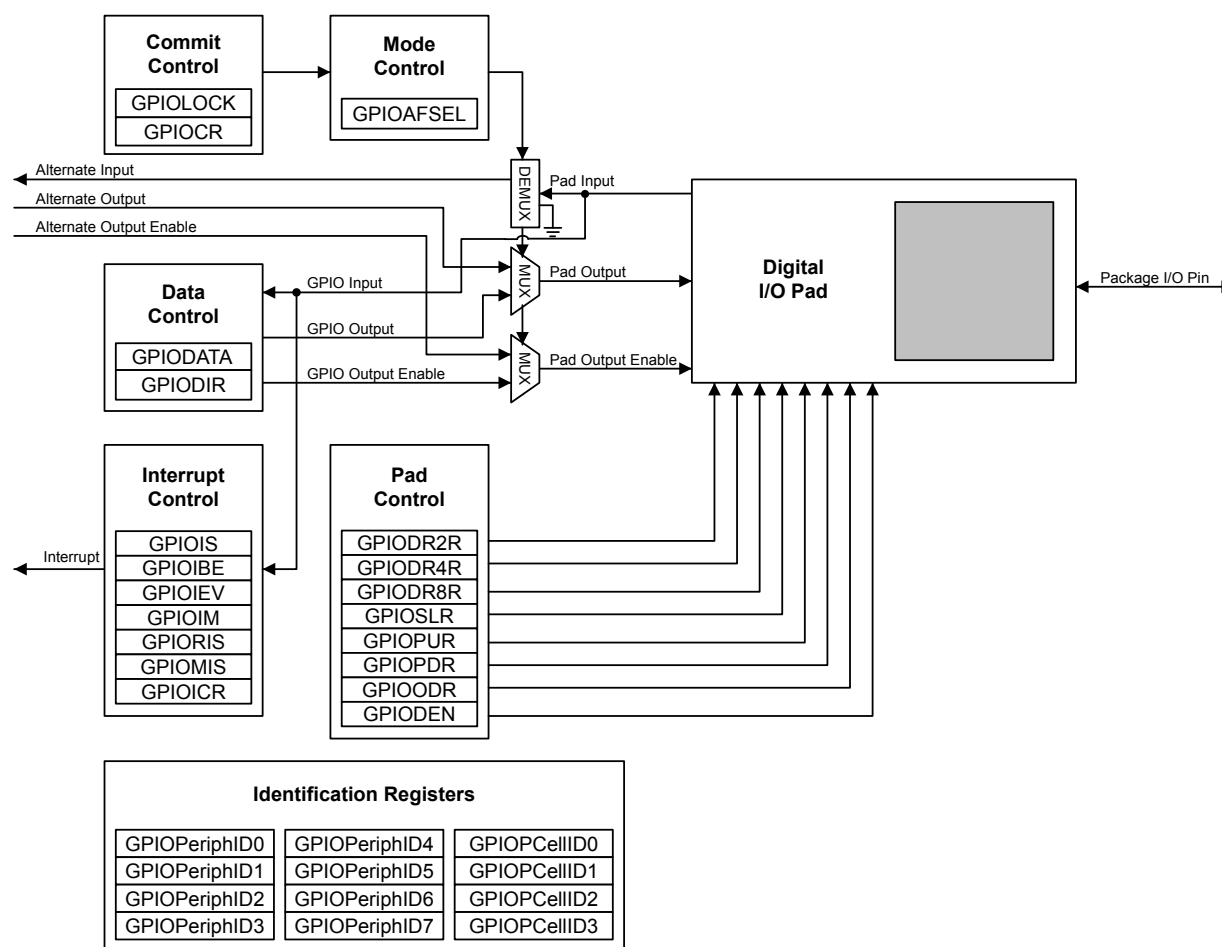 Commit
Control
GPIOLOCK
GPIOCR
Mode
Control
GPIOAFSEL
Alternate Input
Alternate Output
Alternate Output Enable
DEMUX
Pad Input
MUX
Pad Output
MUX
Pad Output Enable
Digital
I/O Pad
Package I/O Pin
Data
Control
GPIODATA
GPIODIR
GPIO Input
GPIO Output
GPIO Output Enable
Interrupt
Control
GPIOIS
GPIOIBE
GPIOIEV
GPIOIM
GPIORIS
GPIOMIS
GPIOICR
Interrupt
Pad
Control
GPIODR2R
GPIODR4R
GPIODR8R
GPIOSLR
GPIOPUR
GPIOPDR
GPIOODR
GPIODEN
Identification Registers
GPIOPeriphID0
GPIOPeriphID1
GPIOPeriphID2
GPIOPeriphID3
GPIOPeriphID4
GPIOPeriphID5
GPIOPeriphID6
GPIOPeriphID7
GPIOPCellID0
GPIOPCellID1
GPIOPCellID2
GPIOPCellID3